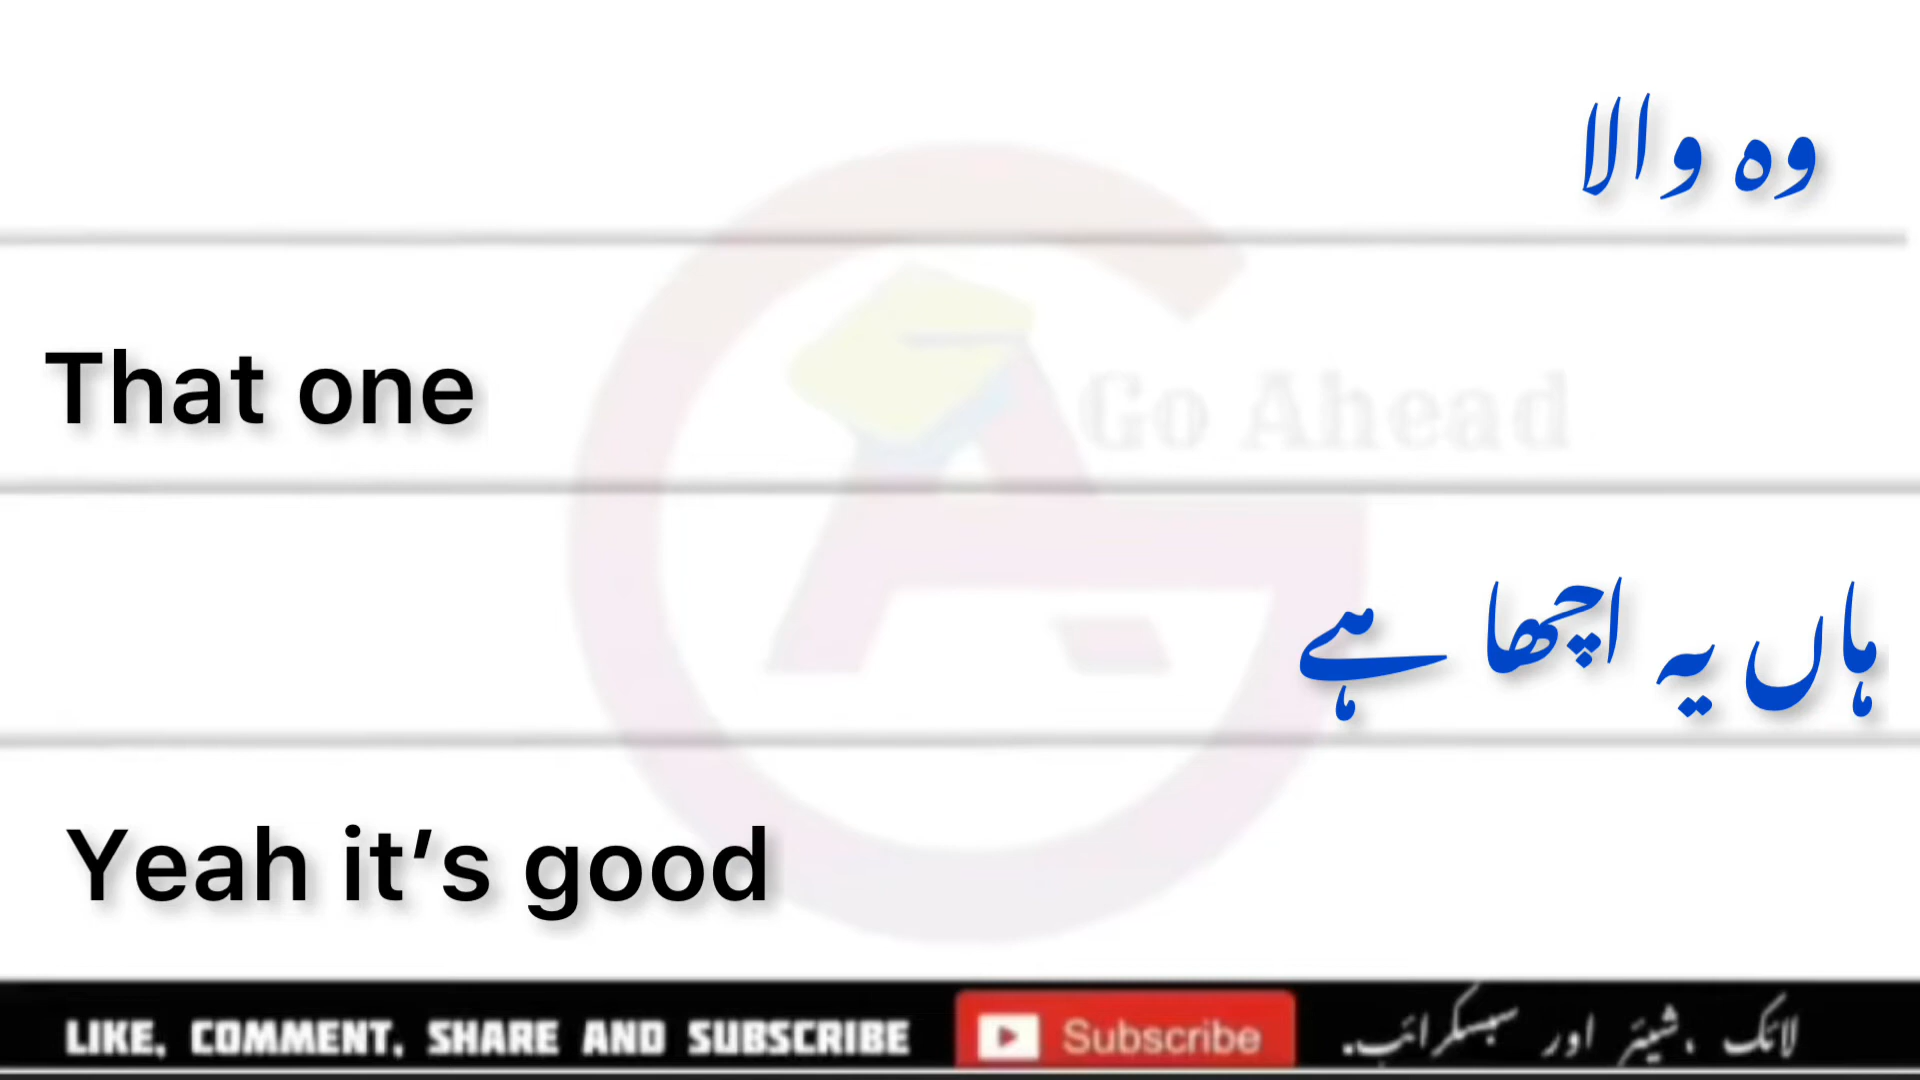 وہ والا
That one
Go Ahead
ہاں یہ اچھا ہے
Yeah it’s good
LIKE, COMMENT, SHARE AND SUBSCRIBE
Subscribe
لائک ،شیئر اور سبسکرائب.